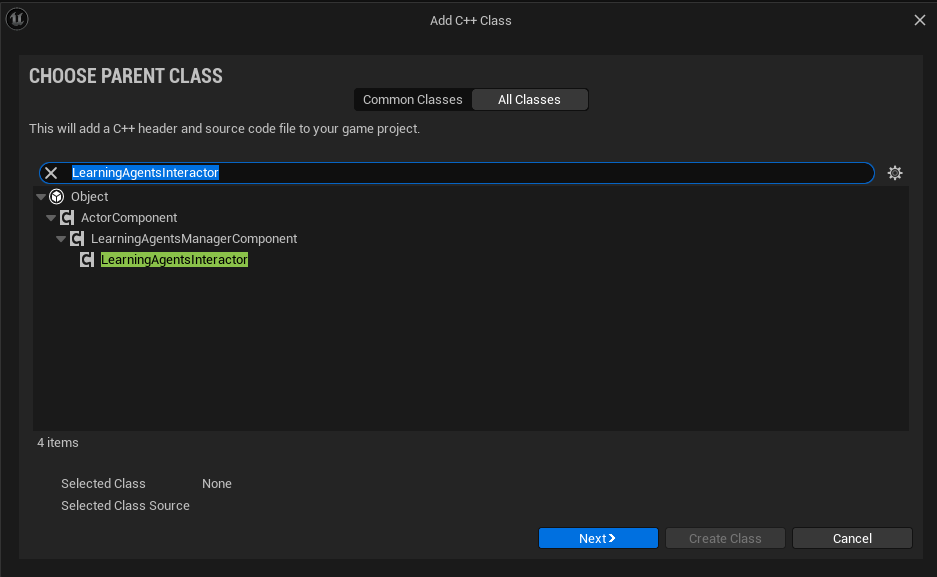 Add C++ Class
CHOOSE PARENT CLASS
Common Classes All Classes
This will add a C++ header and source code file to your game project.
LearningAgentsInteractor
Object
ActorComponent
LearningAgentsManagerComponent
LearningAgentsInteractor
4 items
Selected Class None
Selected Class Source
Next Create Class Cancel